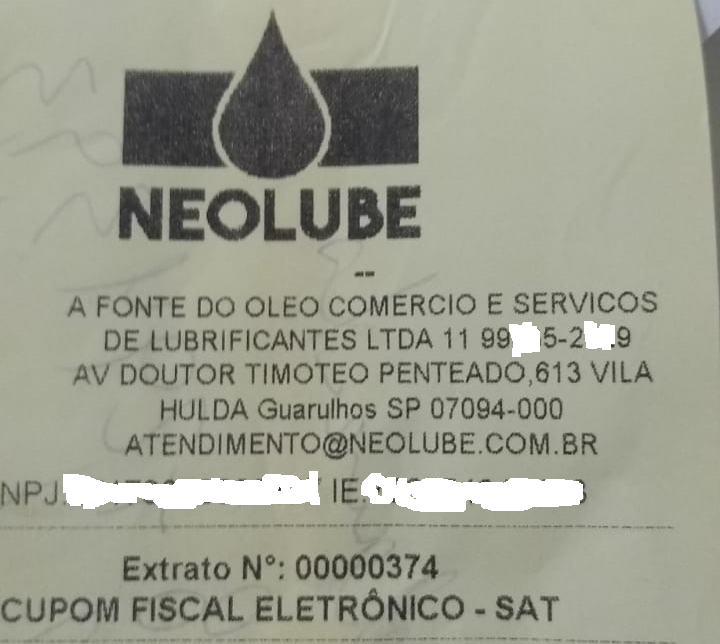 NEOLUBE
--
A FONTE DO OLEO COMERCIO E SERVICOS
DE LUBRIFICANTES LTDA 11
AV DOUTOR TIMOTEO PENTEADO,613 VILA
HULDA Guarulhos SP 07094-000
ATENDIMENTO@NEOLUBE.COM.BR
NPJ: IE:
Extrato N°: 00000374
CUPOM FISCAL ELETRÔNICO - SAT